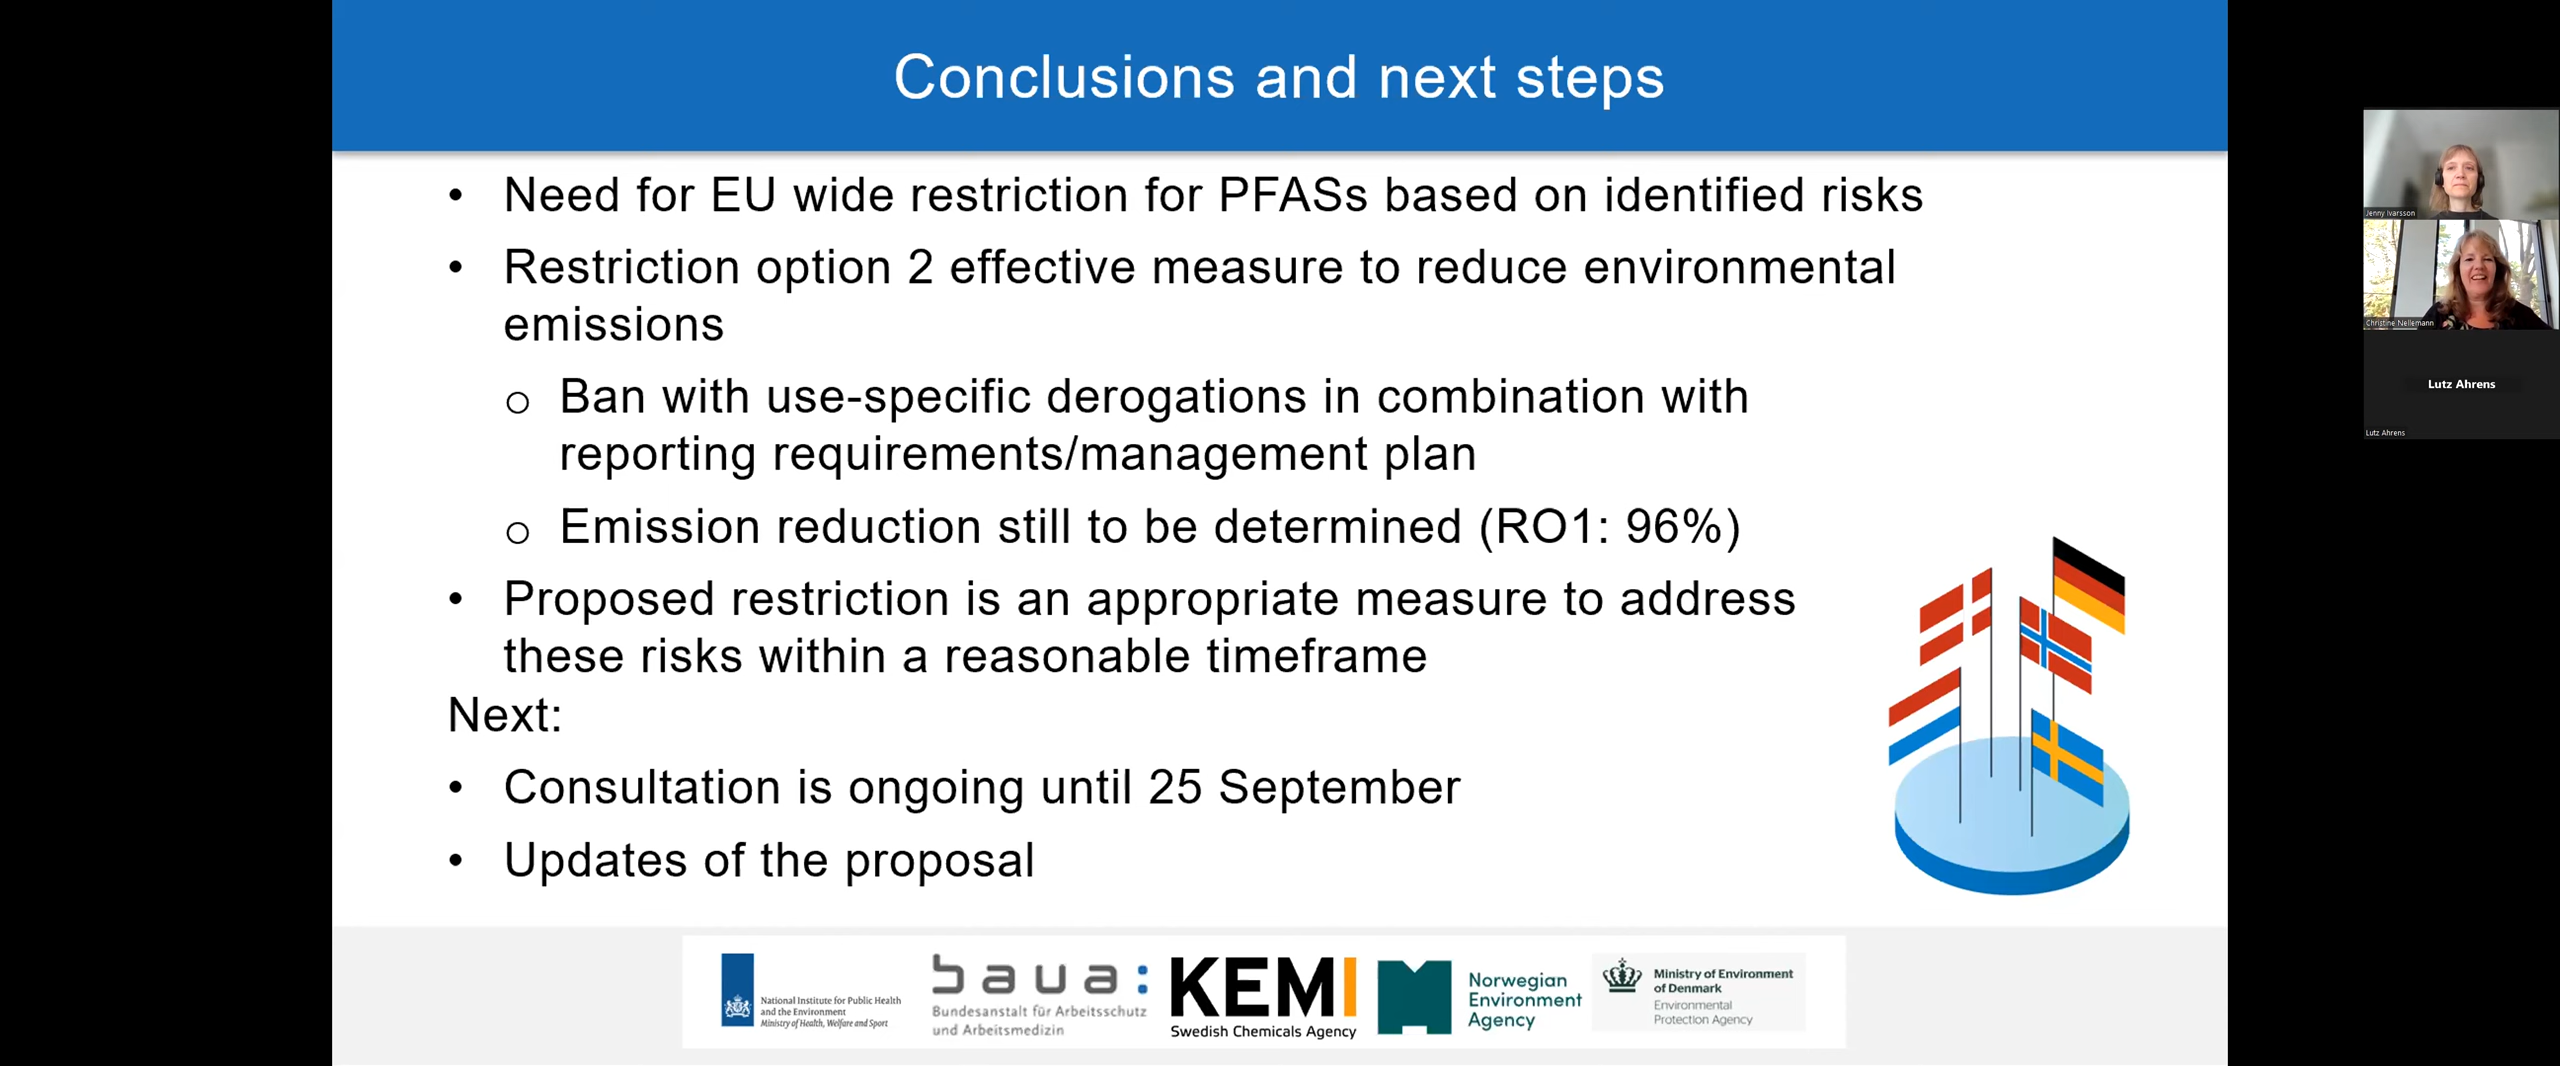 Conclusions and next steps
• Need for EU wide restriction for PFASs based on identified risks
• Restriction option 2 effective measure to reduce environmental
emissions
o Ban with use-specific derogations in combination with
reporting requirements/management plan
o Emission reduction still to be determined (RO1: 96%)
• Proposed restriction is an appropriate measure to address
these risks within a reasonable timeframe
Next:
• Consultation is ongoing until 25 September
• Updates of the proposal
National Institute for Public Health
and the Environment
Ministry of Health, Welfare and Sport
baua:
Bundesanstalt für Arbeitsschutz
und Arbeitsmedizin
KEMI
Swedish Chemicals Agency
Norwegian
Environment
Agency
Ministry of Environment
of Denmark
Environmental
Protection Agency
Jenny Ivarsson
Christine Nellemann
Lutz Ahrens
Lutz Ahrens